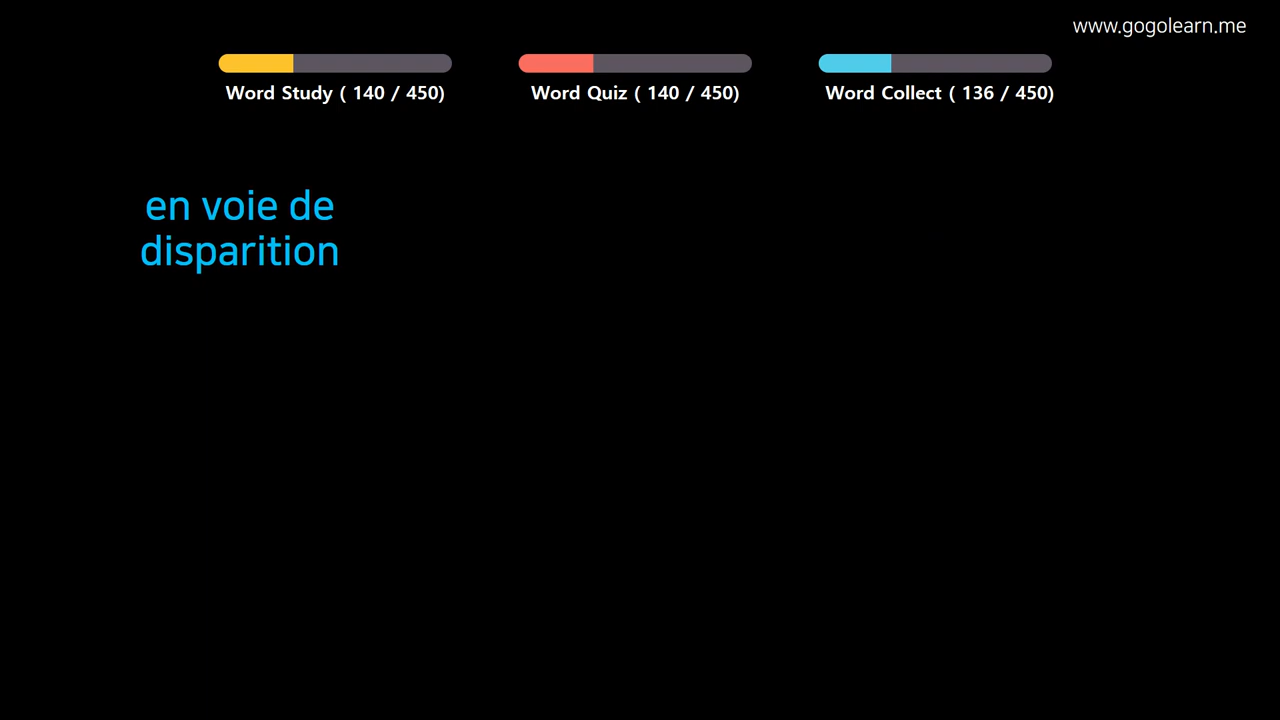 www.gogolearn.me
Word Study ( 140 / 450)
Word Quiz ( 140 / 450)
Word Collect ( 136 / 450)
en voie de
disparition